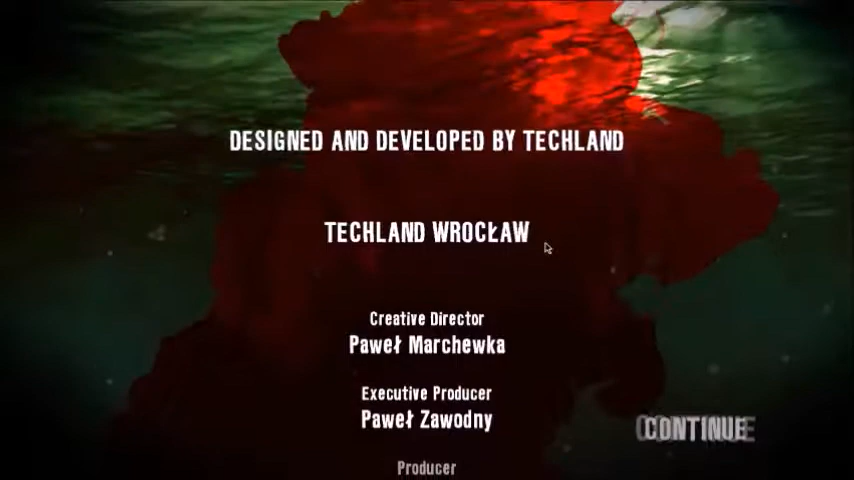 DESIGNED AND DEVELOPED BY TECHLAND
TECHLAND WROCŁAW
Creative Director
Paweł Marchewka
Executive Producer
Paweł Zawodny
CONTINUE
Producer